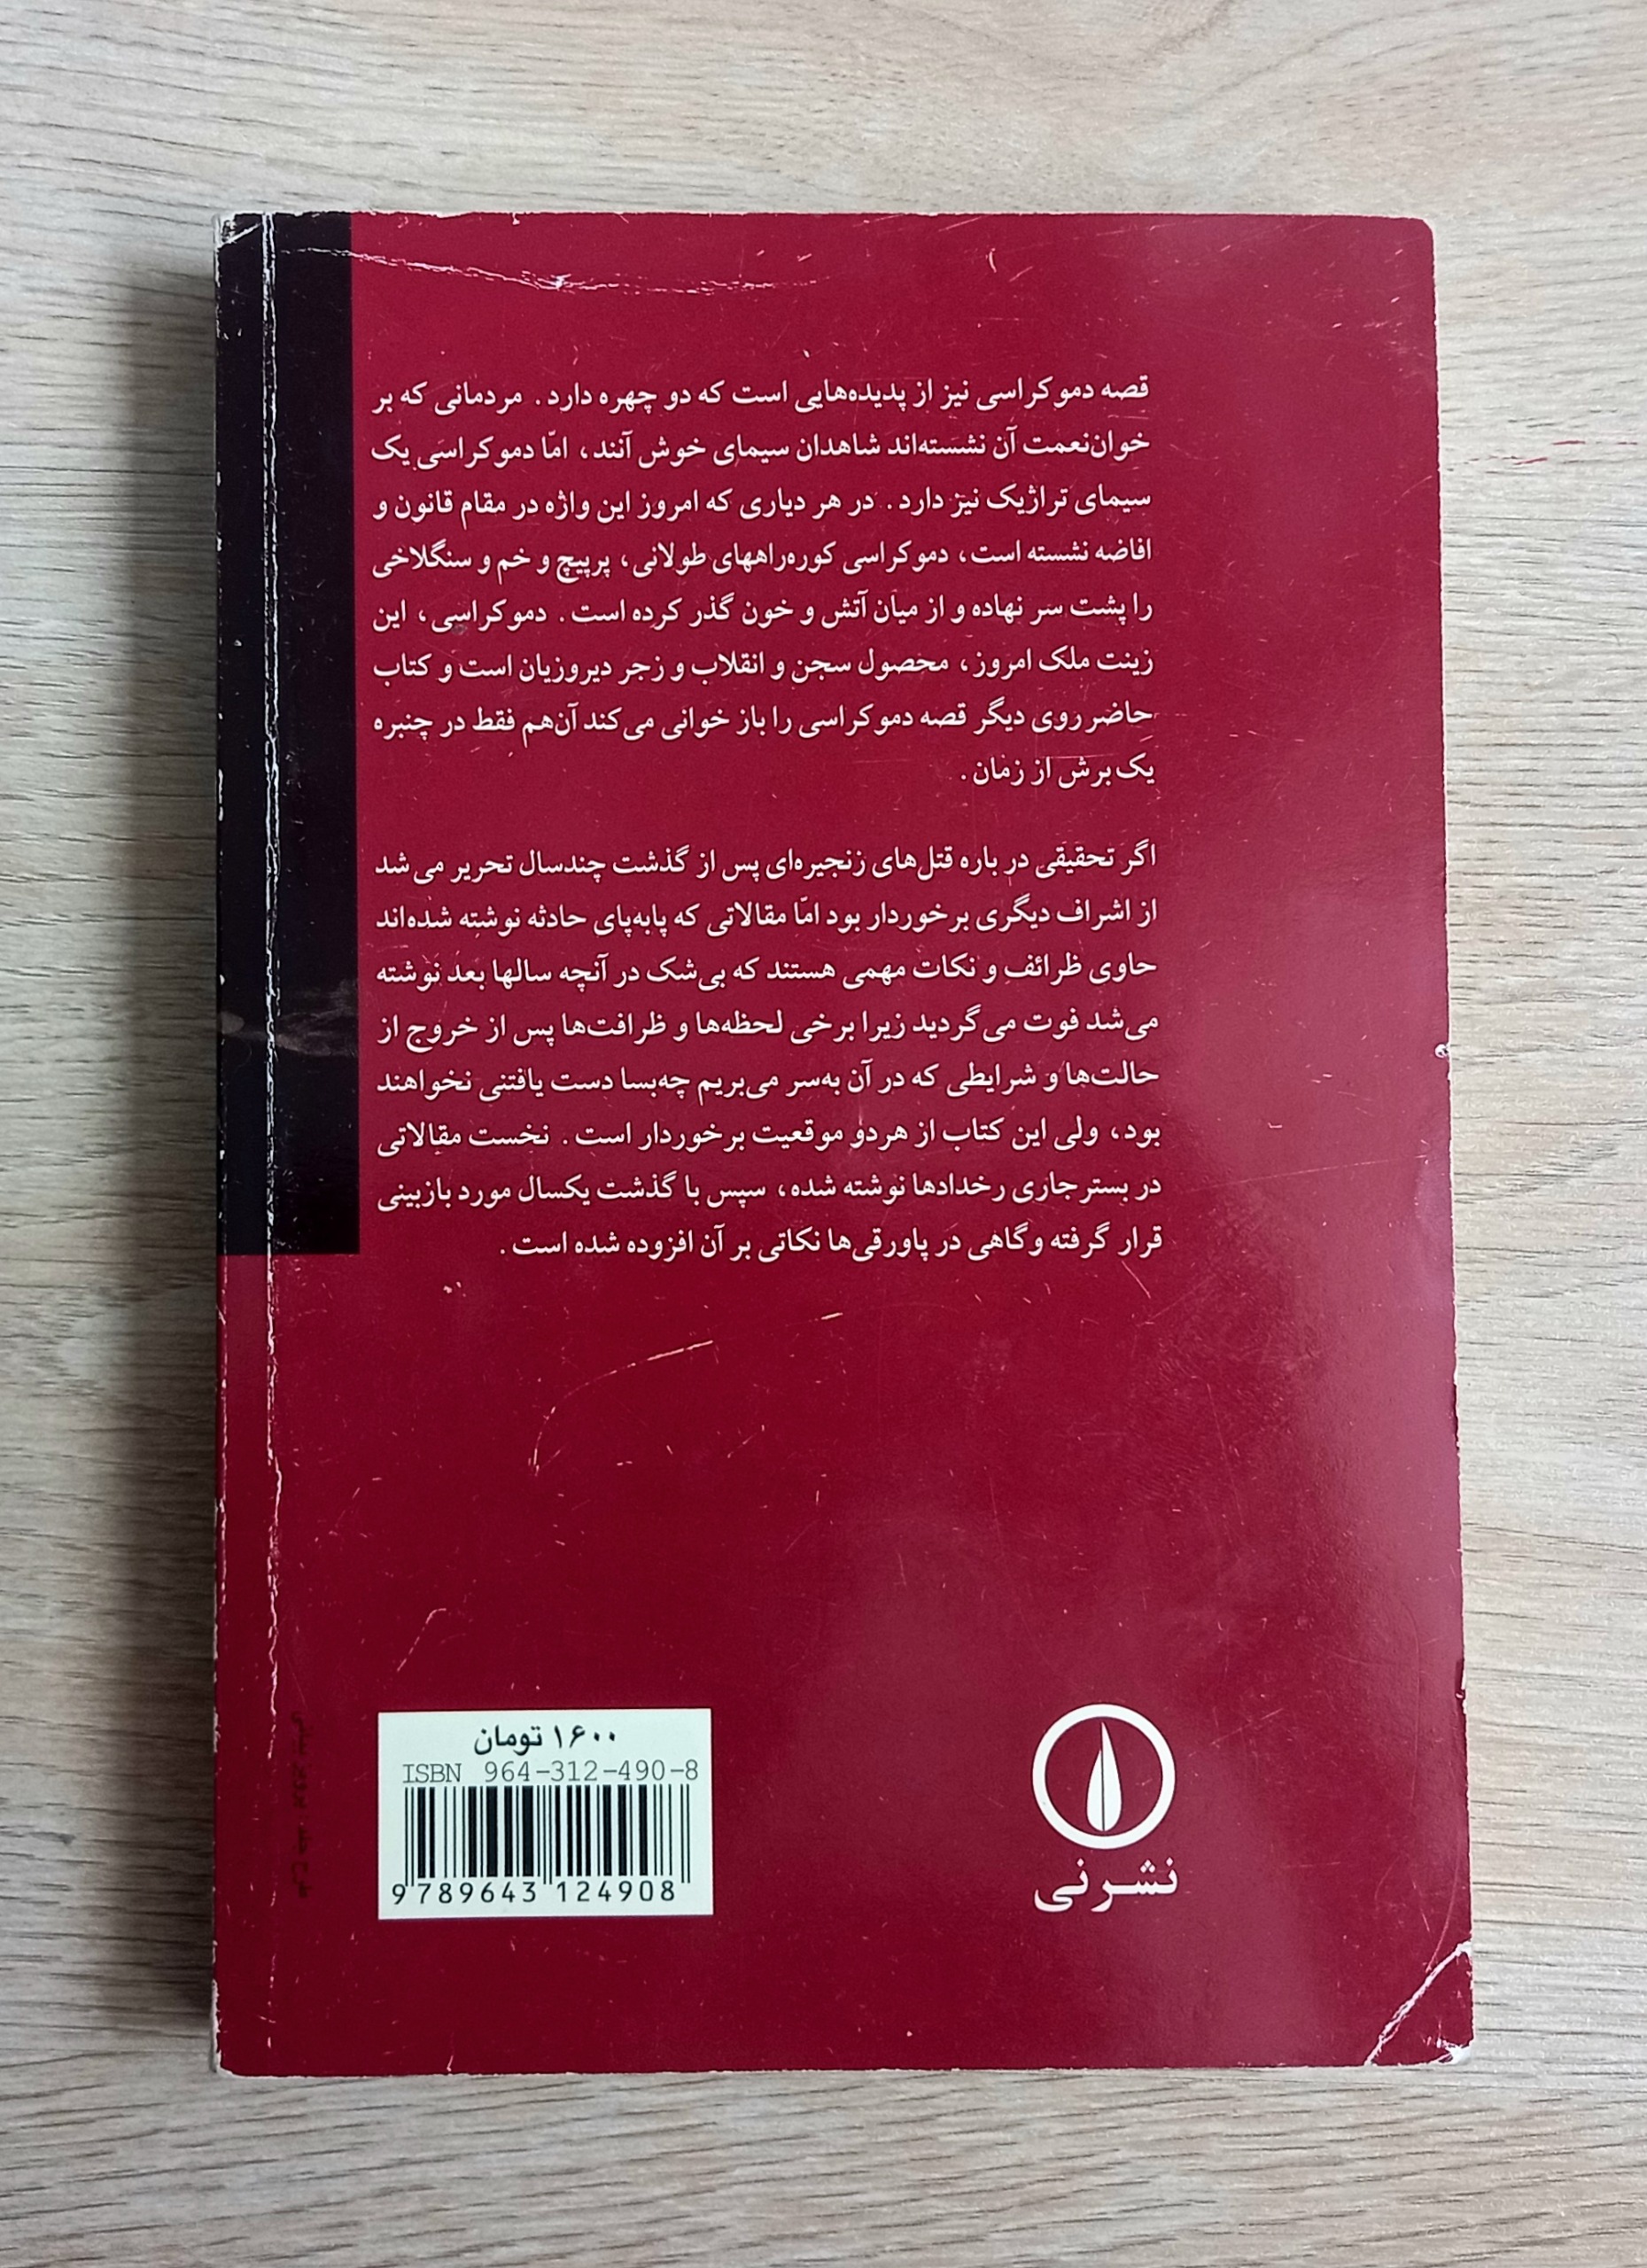 قصه دموکراسی نیز از پدیده‌هایی است که دو چهره دارد. مردمانی که بر
خوان‌نعمت آن نشسته‌اند شاهدان سیمای خوش آنند، امّا دموکراسی یک
سیمای تراژیک نیز دارد. در هر دیاری که امروز این واژه در مقام قانون و
افاضه نشسته است، دموکراسی کوره‌راههای طولانی، پرپیچ و خم و سنگلاخی
را پشت سر نهاده و از میان آتش و خون گذر کرده است. دموکراسی، این
زینت ملک امروز، محصول سجن و انقلاب و زجر دیروزیان است و کتاب
حاضر روی دیگر قصه دموکراسی را باز خوانی می‌کند آن‌هم فقط در چنبره
یک‌برش از زمان.
اگر تحقیقی در باره قتل‌های زنجیره‌ای پس از گذشت چندسال تحریر می‌شد
از اشراف دیگری برخوردار بود امّا مقالاتی که پابه‌پای حادثه نوشته شده‌اند
حاوی ظرائف و نکات مهمی هستند که بی‌شک در آنچه سالها بعد نوشته
می‌شد فوت می‌گردید زیرا برخی لحظه‌ها و ظرافت‌ها پس از خروج از
حالت‌ها و شرایطی که در آن به‌سر می‌بریم چه‌بسا دست یافتنی نخواهند
بود، ولی این کتاب از هردو موقعیت برخوردار است. نخست مقالاتی
در بستر جاری رخدادها نوشته شده، سپس با گذشت یکسال مورد بازبینی
قرار گرفته وگاهی در پاورقی‌ها نکاتی بر آن افزوده شده است.
۱۶۰۰ تومان
ISBN 964-312-490-8
9789643124908
نشر نی
طرح جلد: پرویز بیانی